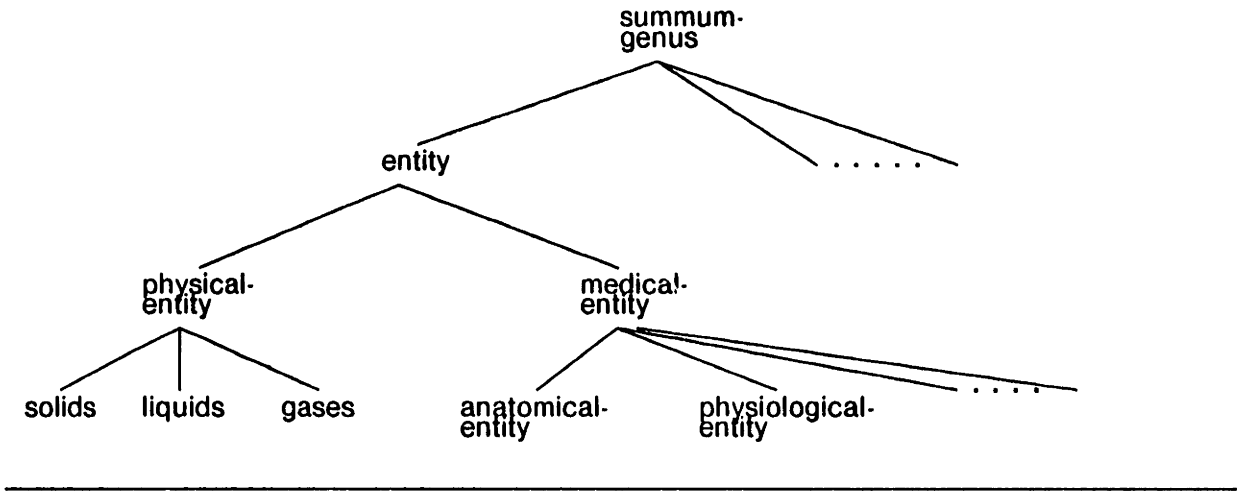 summum-
genus
entity
. . . . .
physical-
entity
medical-
entity
solids
liquids
gases
. . . . .
anatomical-
entity
physiological-
entity